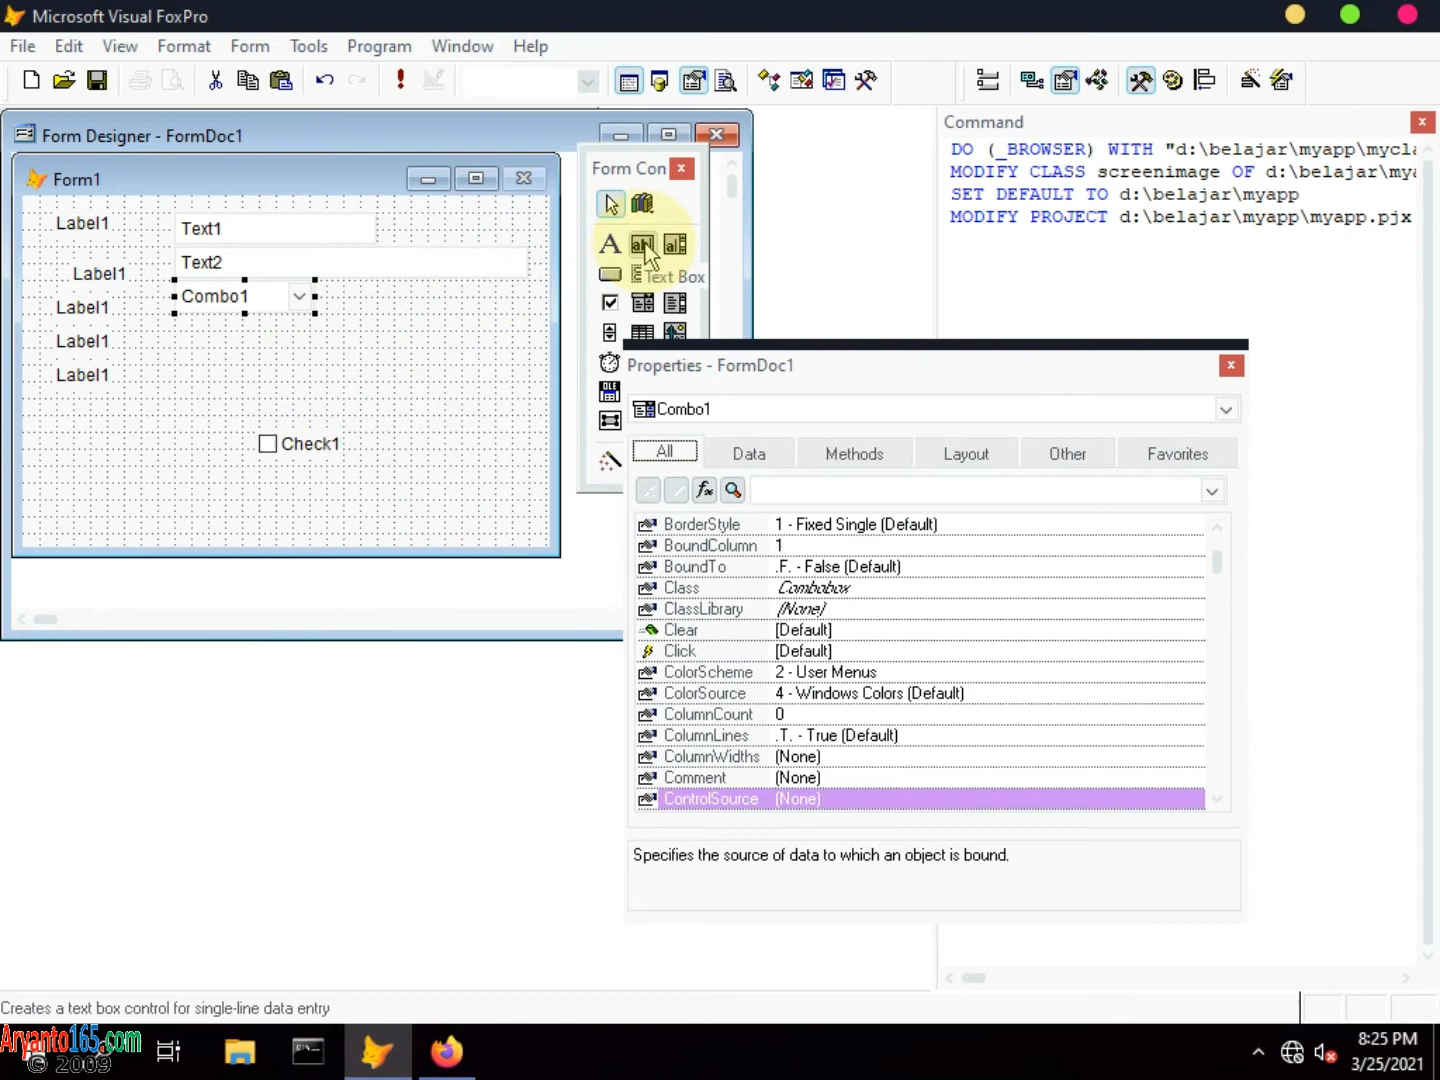 Microsoft Visual FoxPro
File Edit View Format Form Tools Program Window Help
Form Designer - FormDoc1
Form1
Label1
Text1
Text2
Label1
Combo1
Label1
Label1
Label1
Check1
Form Con
A
Text Box
OLE
Command
DO (_BROWSER) WITH "d:\belajar\myapp\mycla
MODIFY CLASS screenimage OF d:\belajar\mya
SET DEFAULT TO d:\belajar\myapp
MODIFY PROJECT d:\belajar\myapp\myapp.pjx
Properties - FormDoc1
Combo1
All Data Methods Layout Other Favorites
fx
BorderStyle 1 - Fixed Single (Default)
BoundColumn 1
BoundTo .F. - False (Default)
Class Combobox
ClassLibrary (None)
Clear [Default]
Click [Default]
ColorScheme 2 - User Menus
ColorSource 4 - Windows Colors (Default)
ColumnCount 0
ColumnLines .T. - True (Default)
ColumnWidths (None)
Comment (None)
ControlSource (None)
Specifies the source of data to which an object is bound.
Creates a text box control for single-line data entry
Aryanto165.com
© 2009
8:25 PM
3/25/2021